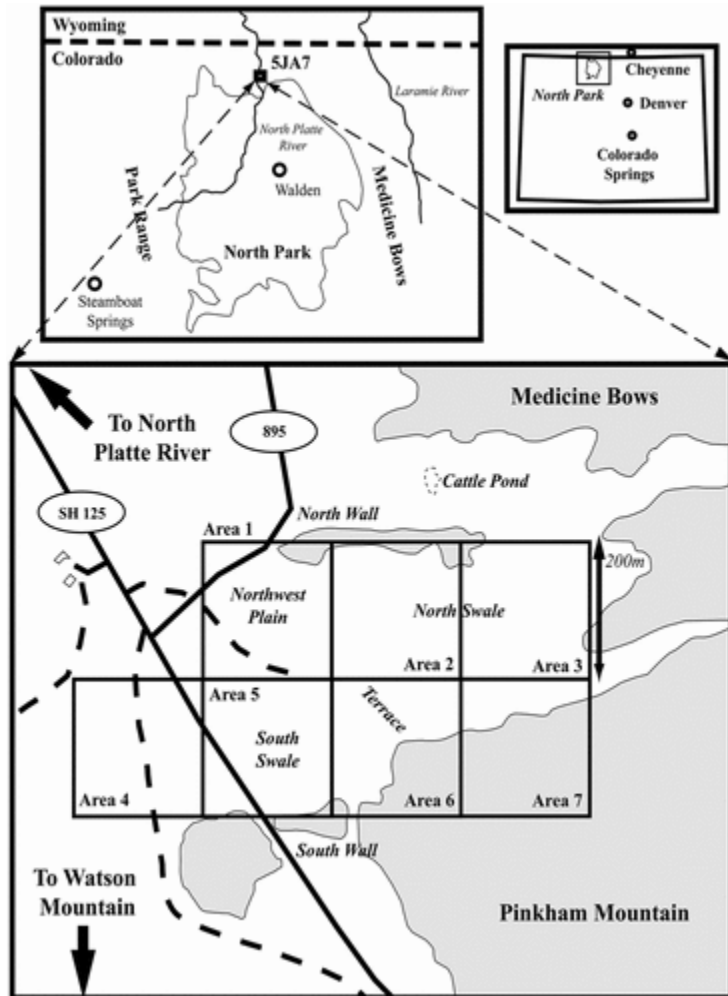 Wyoming
Colorado
5JA7
Laramie River
North Platte
River
Walden
Park Range
Medicine Bows
North Park
Steamboat
Springs
Cheyenne
North Park
Denver
Colorado
Springs
Medicine Bows
To North
Platte River
895
Cattle Pond
SH 125
North Wall
Area 1
200m
Northwest
Plain
North Swale
Area 2
Area 3
Area 5
Terrace
South
Swale
Area 4
Area 6
Area 7
South Wall
To Watson
Mountain
Pinkham Mountain